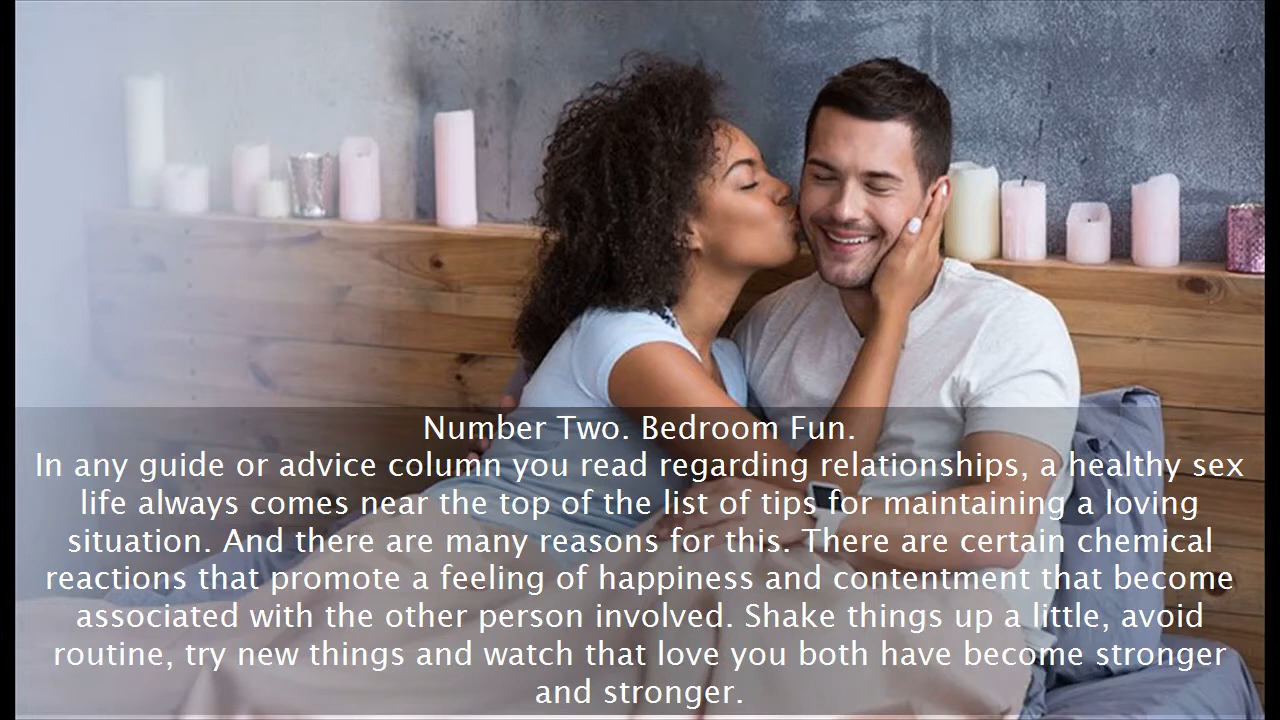 Number Two. Bedroom Fun.
In any guide or advice column you read regarding relationships, a healthy sex
life always comes near the top of the list of tips for maintaining a loving
situation. And there are many reasons for this. There are certain chemical
reactions that promote a feeling of happiness and contentment that become
associated with the other person involved. Shake things up a little, avoid
routine, try new things and watch that love you both have become stronger
and stronger.